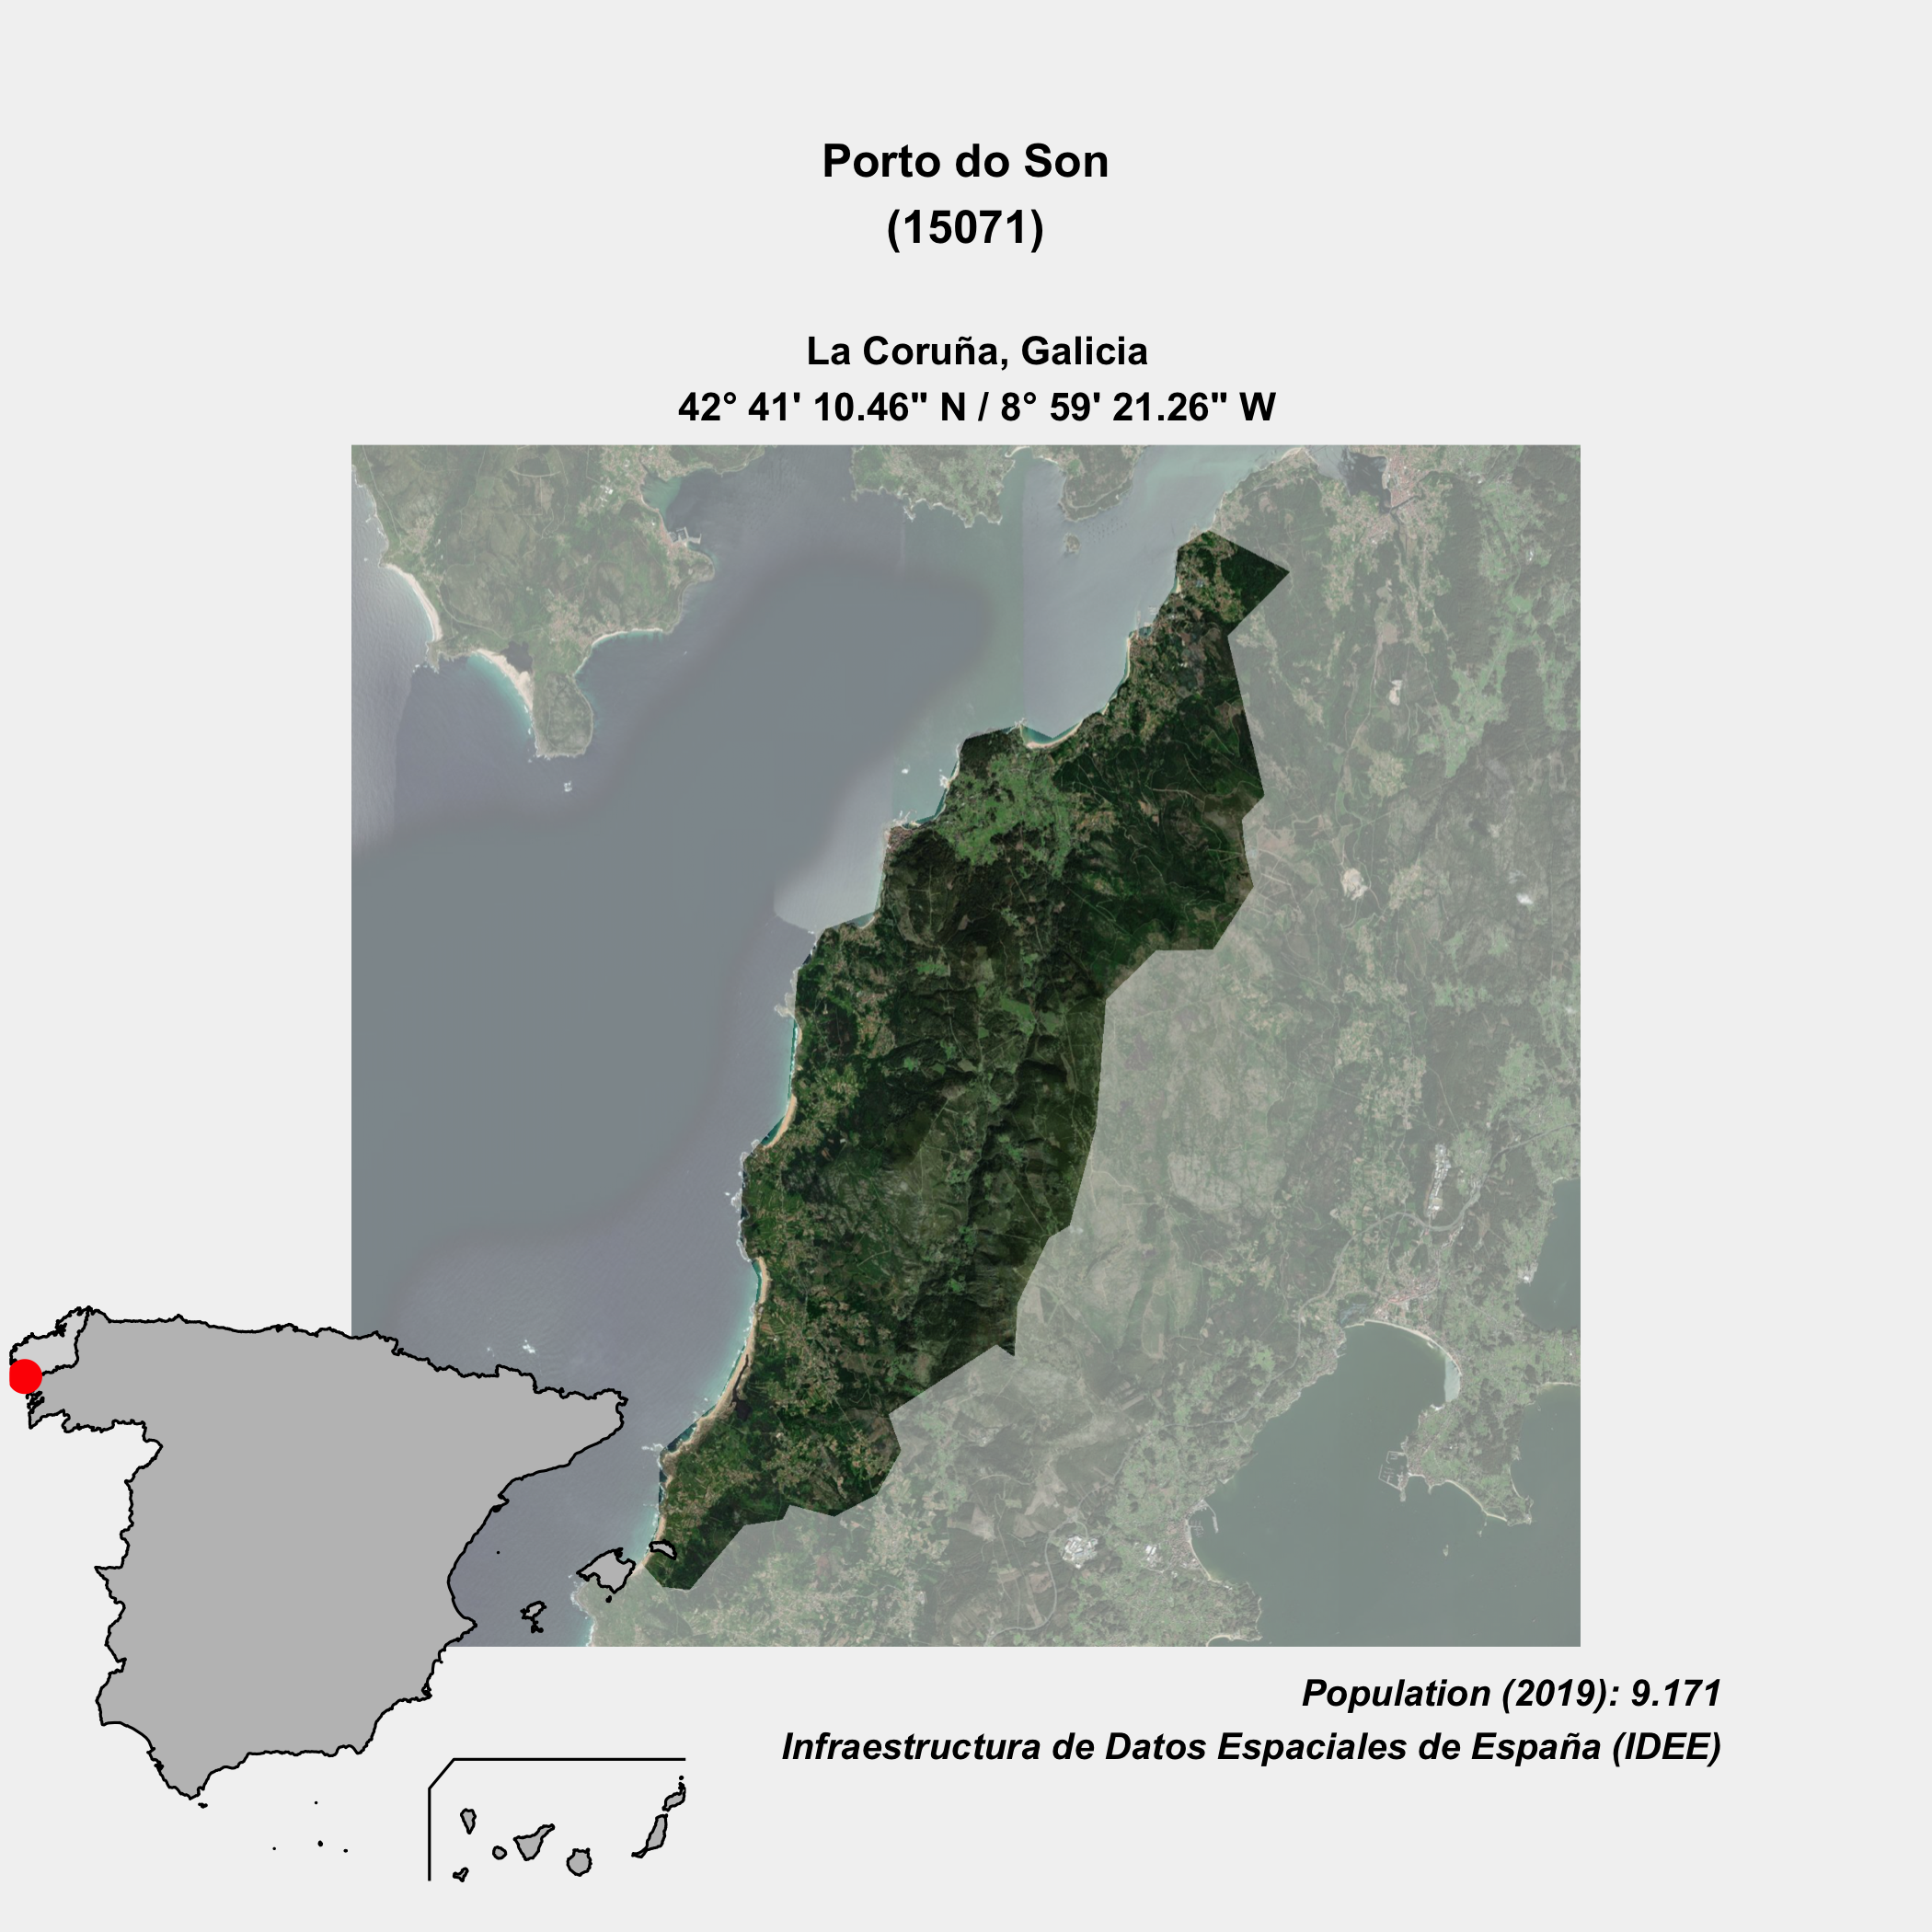 Porto do Son
(15071)
La Coruña, Galicia
42° 41' 10.46" N / 8° 59' 21.26" W
Population (2019): 9.171
Infraestructura de Datos Espaciales de España (IDEE)